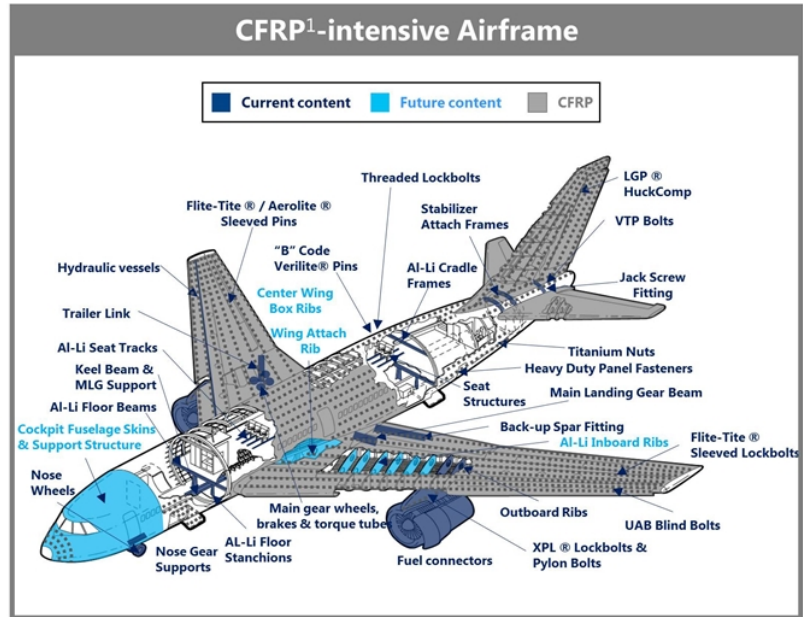 CFRP¹-intensive Airframe
Current content
Future content
CFRP
LGP ®
HuckComp
Threaded Lockbolts
Flite-Tite ® / Aerolite ®
Sleeved Pins
Stabilizer
Attach Frames
VTP Bolts
"B" Code
Verilite® Pins
Hydraulic vessels
Al-Li Cradle
Frames
Jack Screw
Fitting
Center Wing
Box Ribs
Trailer Link
Wing Attach
Rib
Al-Li Seat Tracks
Titanium Nuts
Keel Beam &
MLG Support
Heavy Duty Panel Fasteners
Seat
Structures
Main Landing Gear Beam
Al-Li Floor Beams
Cockpit Fuselage Skins
& Support Structure
Back-up Spar Fitting
Al-Li Inboard Ribs
Flite-Tite ®
Sleeved Lockbolts
Nose
Wheels
Main gear wheels,
brakes & torque tubes
Outboard Ribs
UAB Blind Bolts
Nose Gear
Supports
AL-Li Floor
Stanchions
Fuel connectors
XPL ® Lockbolts &
Pylon Bolts